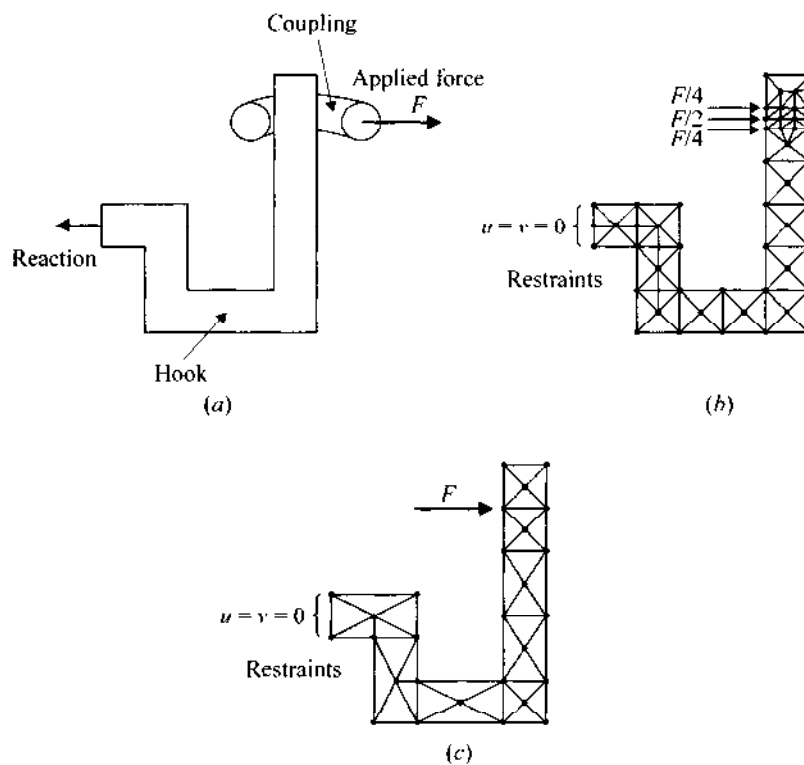 Coupling
Applied force
F
Reaction
Hook
(a)
F/4
F/2
F/4
u = v = 0
Restraints
(b)
F
u = v = 0
Restraints
(c)